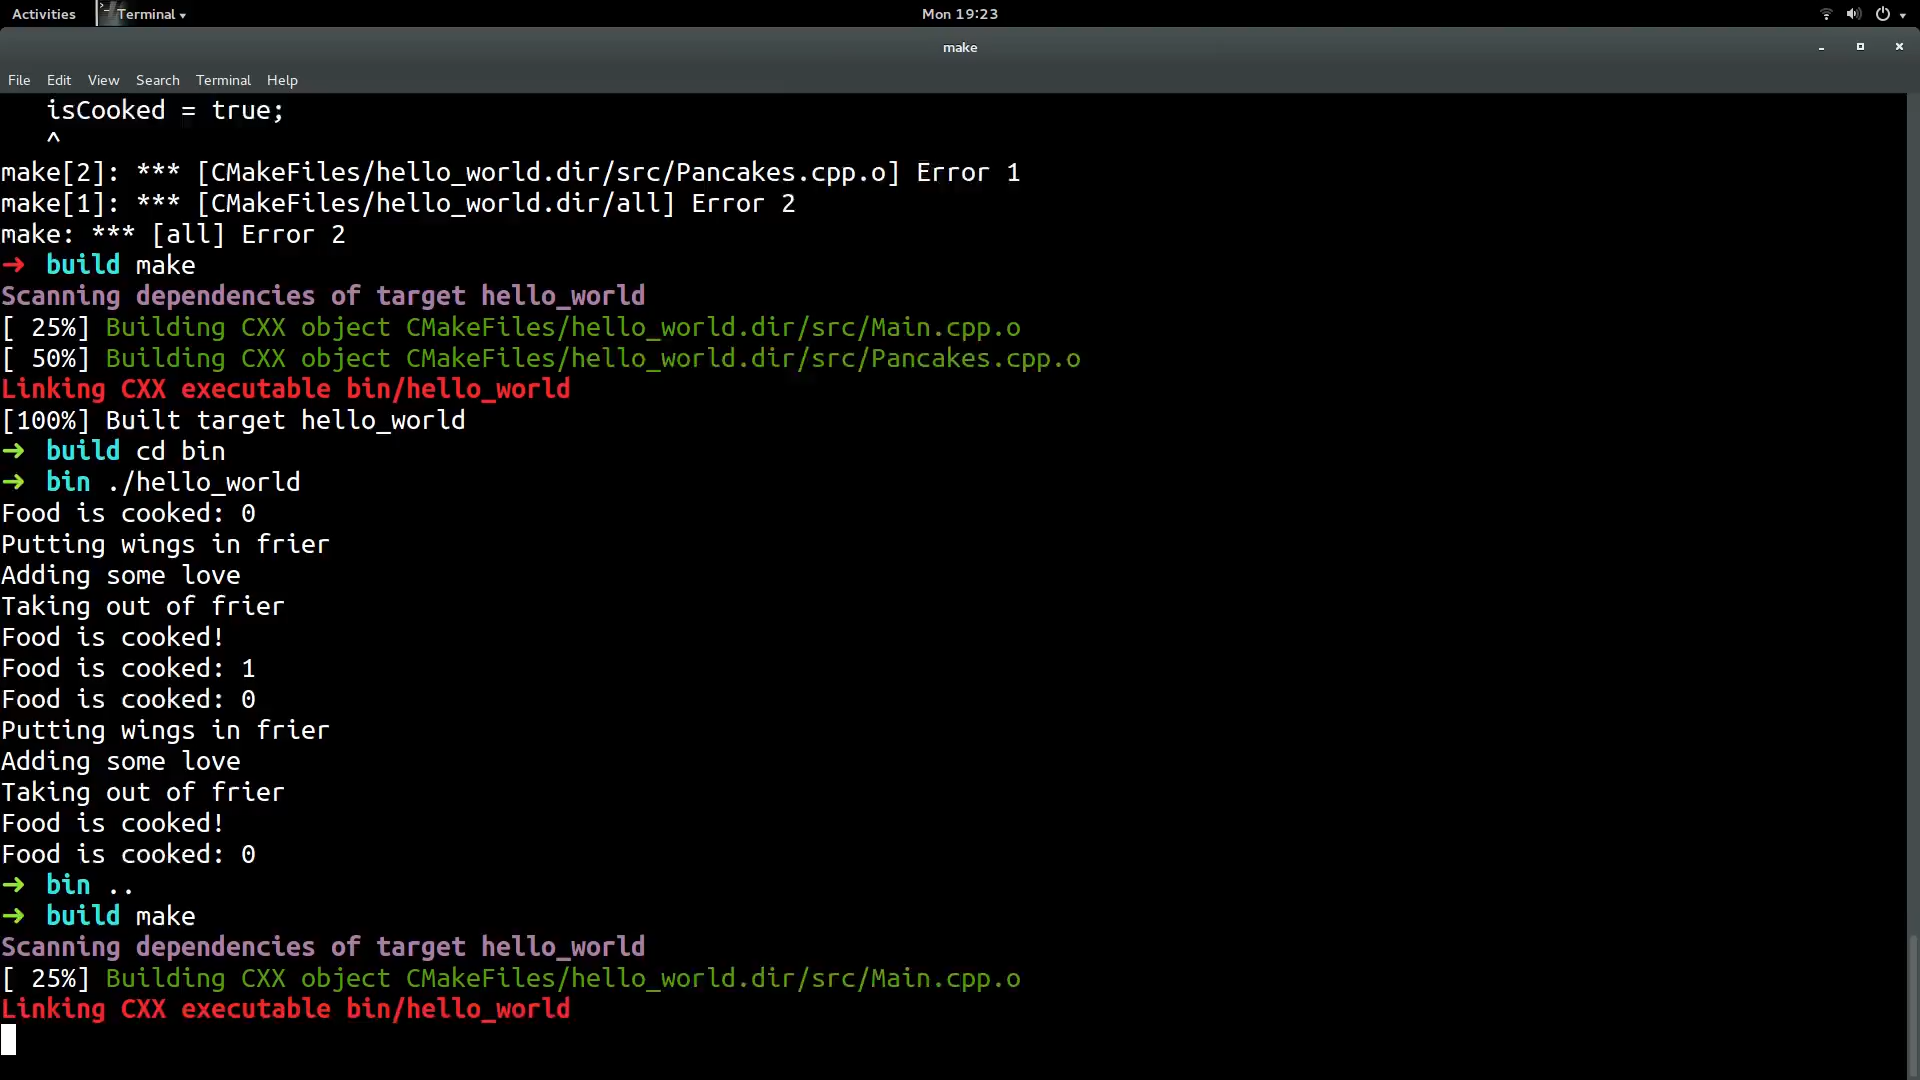 Activities Terminal Mon 19:23
make
File Edit View Search Terminal Help
isCooked = true;
^
make[2]: *** [CMakeFiles/hello_world.dir/src/Pancakes.cpp.o] Error 1
make[1]: *** [CMakeFiles/hello_world.dir/all] Error 2
make: *** [all] Error 2
➜ build make
Scanning dependencies of target hello_world
[ 25%] Building CXX object CMakeFiles/hello_world.dir/src/Main.cpp.o
[ 50%] Building CXX object CMakeFiles/hello_world.dir/src/Pancakes.cpp.o
Linking CXX executable bin/hello_world
[100%] Built target hello_world
➜ build cd bin
➜ bin ./hello_world
Food is cooked: 0
Putting wings in frier
Adding some love
Taking out of frier
Food is cooked!
Food is cooked: 1
Food is cooked: 0
Putting wings in frier
Adding some love
Taking out of frier
Food is cooked!
Food is cooked: 0
➜ bin ..
➜ build make
Scanning dependencies of target hello_world
[ 25%] Building CXX object CMakeFiles/hello_world.dir/src/Main.cpp.o
Linking CXX executable bin/hello_world